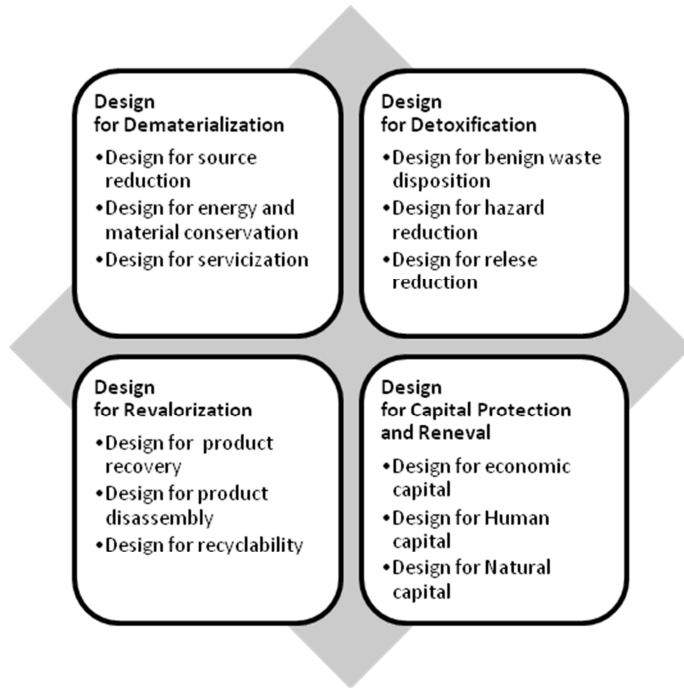 Design
for Dematerialization
•Design for source
reduction
•Design for energy and
material conservation
•Design for servicization
Design
for Detoxification
•Design for benign waste
disposition
•Design for hazard
reduction
•Design for relese
reduction
Design
for Revalorization
•Design for product
recovery
•Design for product
disassembly
•Design for recyclability
Design
for Capital Protection
and Reneval
•Design for economic
capital
•Design for Human
capital
•Design for Natural
capital